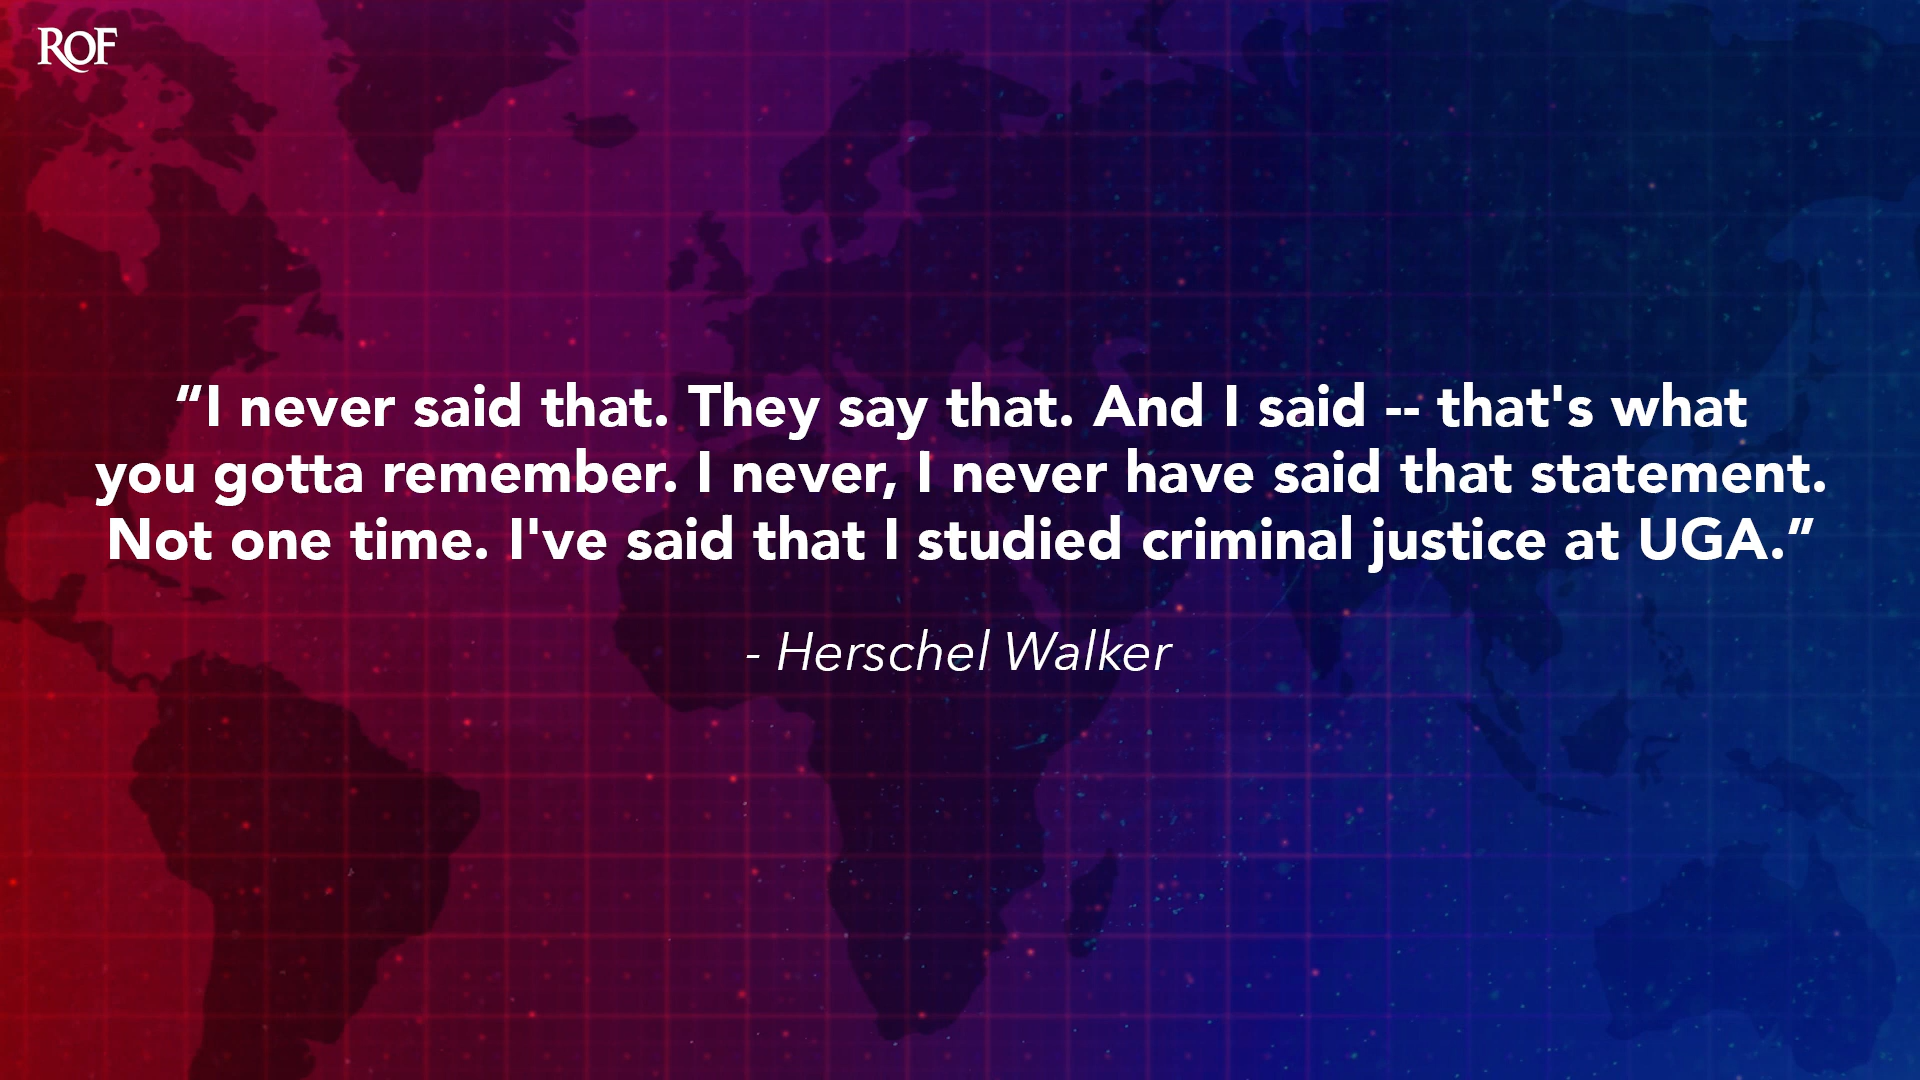 ROF
“I never said that. They say that. And I said -- that's what
you gotta remember. I never, I never have said that statement.
Not one time. I've said that I studied criminal justice at UGA.”
- Herschel Walker